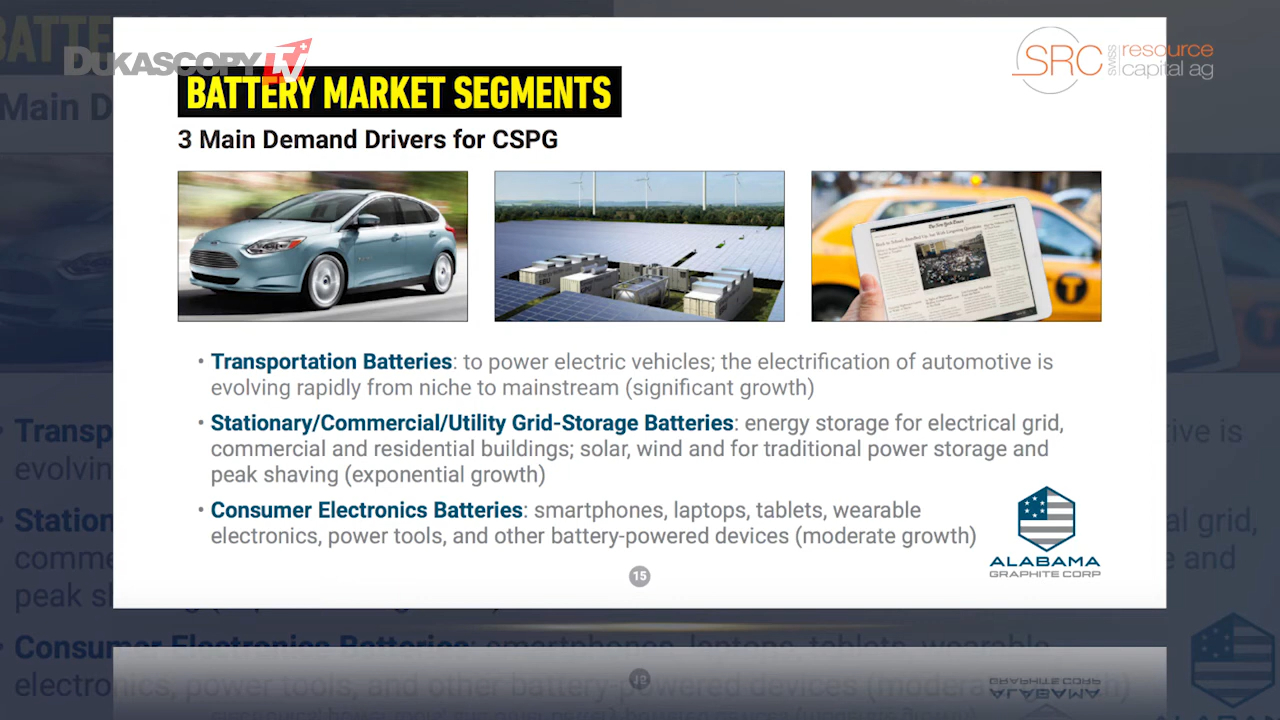 DUKASCOPY TV
SRC SWISS resource
capital ag
BATTERY MARKET SEGMENTS
3 Main Demand Drivers for CSPG
The New York Times
T
• Transportation Batteries: to power electric vehicles; the electrification of automotive is
evolving rapidly from niche to mainstream (significant growth)
• Stationary/Commercial/Utility Grid-Storage Batteries: energy storage for electrical grid,
commercial and residential buildings; solar, wind and for traditional power storage and
peak shaving (exponential growth)
• Consumer Electronics Batteries: smartphones, laptops, tablets, wearable
electronics, power tools, and other battery-powered devices (moderate growth)
ALABAMA
GRAPHITE CORP
15